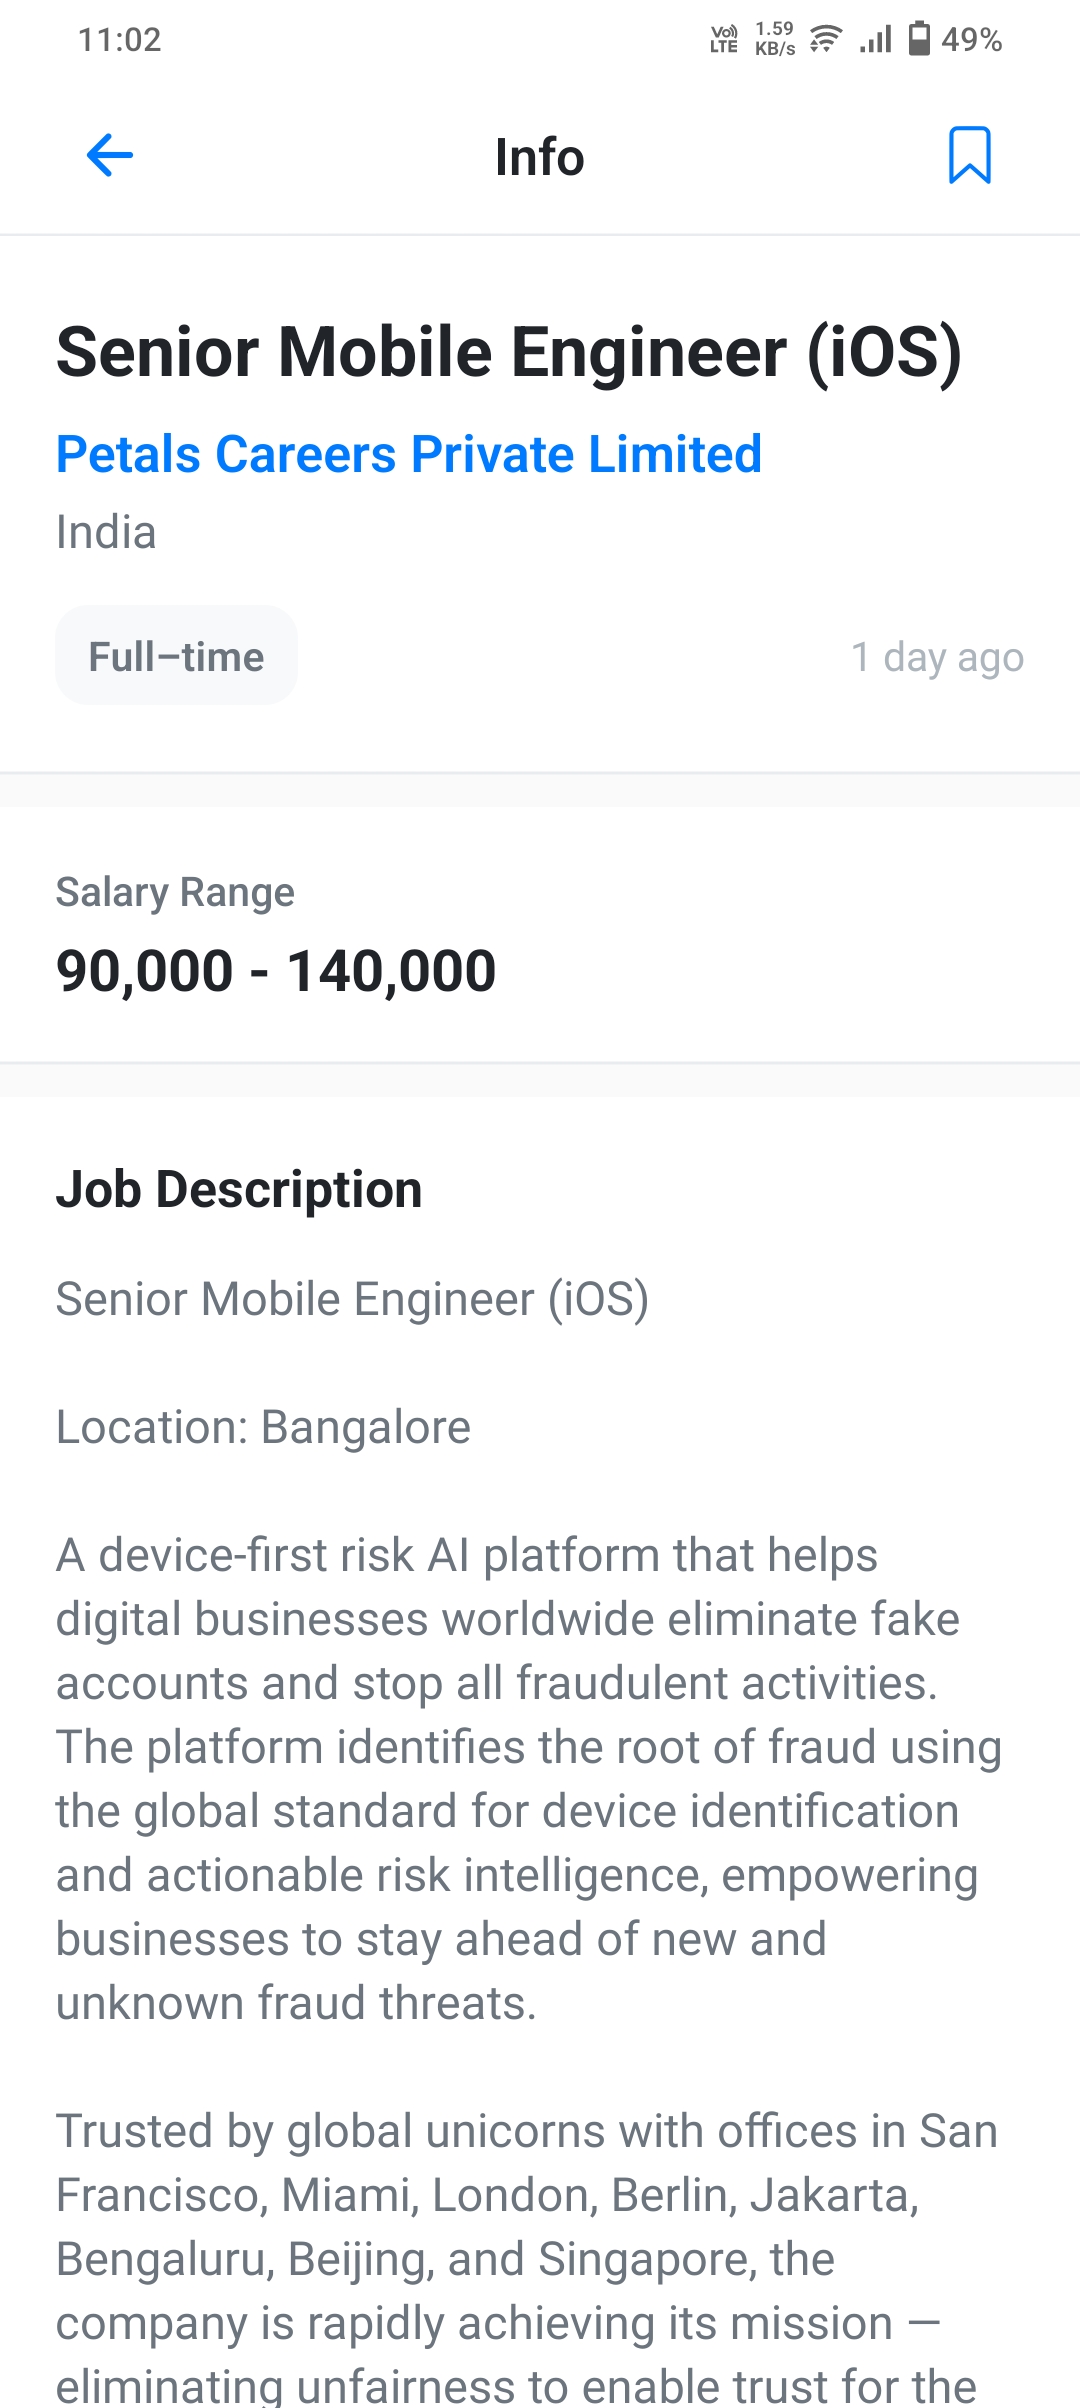 11:02
Vo)) LTE 1.59 KB/s 49%
Info
Senior Mobile Engineer (iOS)
Petals Careers Private Limited
India
Full–time
1 day ago
Salary Range
90,000 - 140,000
Job Description
Senior Mobile Engineer (iOS)
Location: Bangalore
A device-first risk AI platform that helps
digital businesses worldwide eliminate fake
accounts and stop all fraudulent activities.
The platform identifies the root of fraud using
the global standard for device identification
and actionable risk intelligence, empowering
businesses to stay ahead of new and
unknown fraud threats.
Trusted by global unicorns with offices in San
Francisco, Miami, London, Berlin, Jakarta,
Bengaluru, Beijing, and Singapore, the
company is rapidly achieving its mission —
eliminating unfairness to enable trust for the